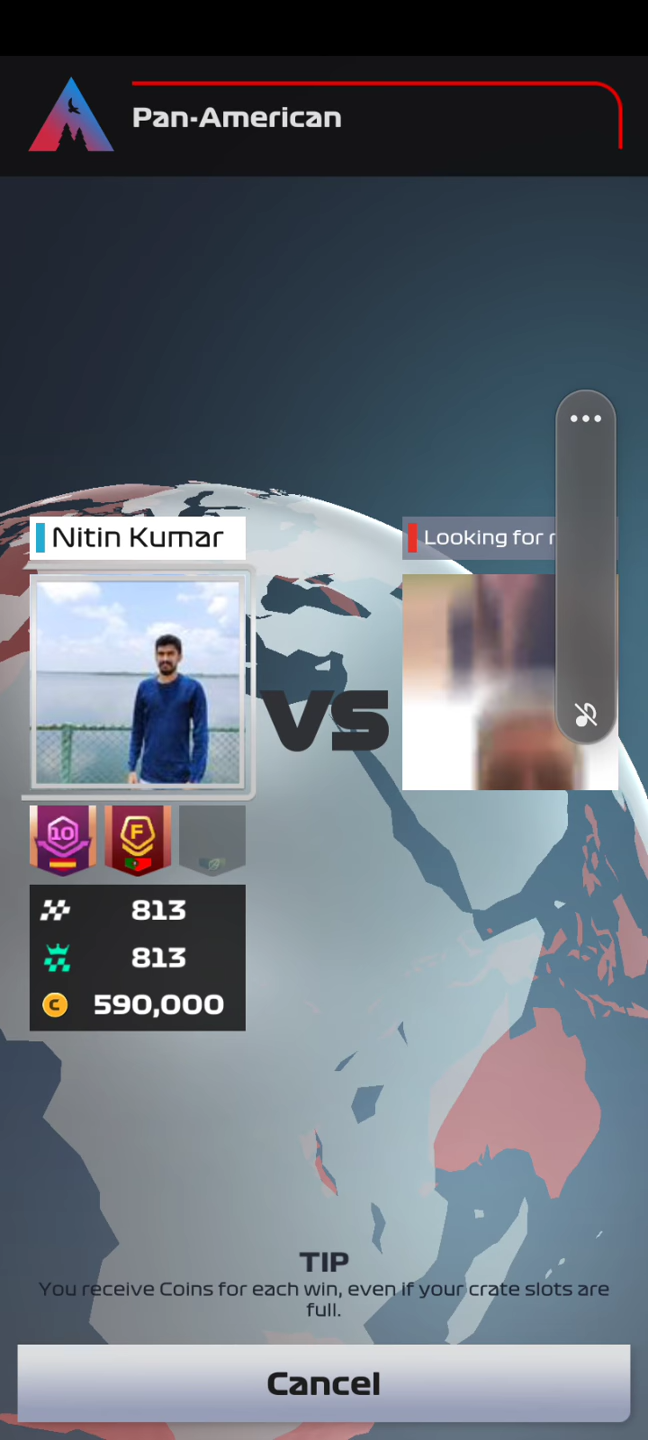 Pan-American
Nitin Kumar
Looking for
VS
10
F
813
813
C
590,000
TIP
You receive Coins for each win, even if your crate slots are
full.
Cancel